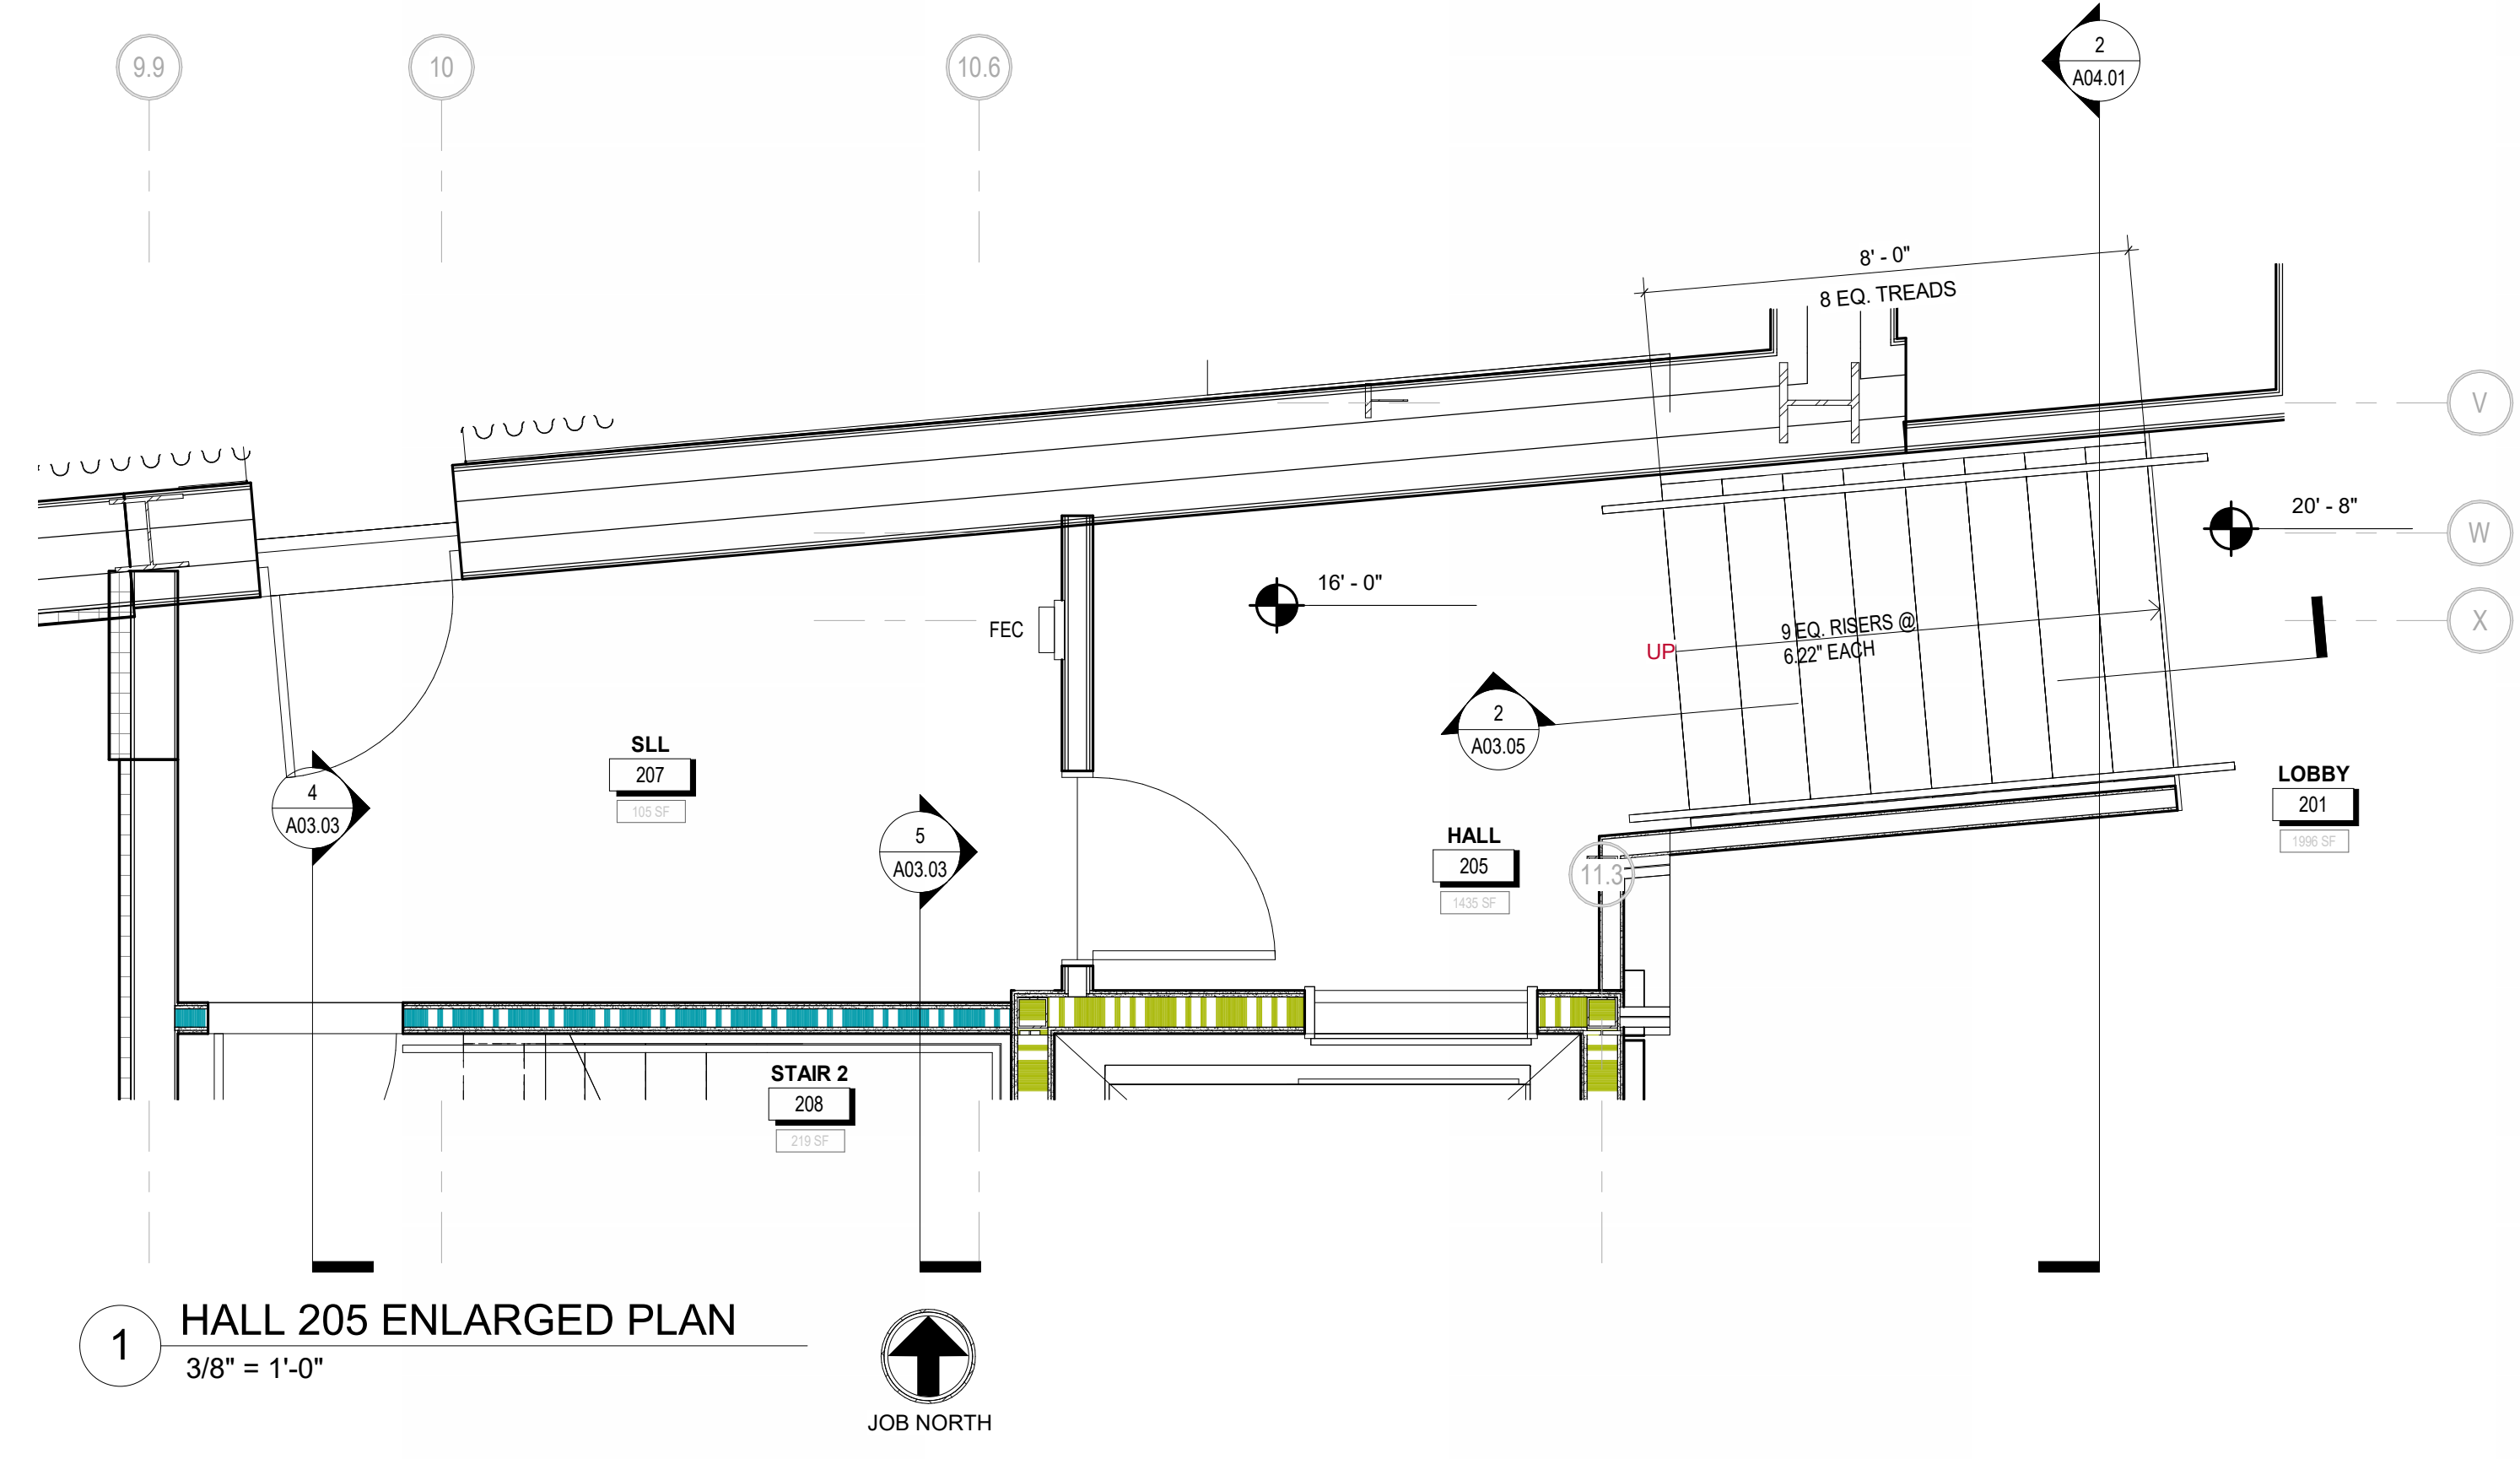 9.9
10
10.6
2
A04.01
8' - 0"
8 EQ. TREADS
V
20' - 8"
W
16' - 0"
X
FEC
9 EQ. RISERS @
6.22" EACH
UP
2
A03.05
SLL
207
105 SF
4
A03.03
5
A03.03
HALL
205
1435 SF
11.3
LOBBY
201
1996 SF
STAIR 2
208
219 SF
1
HALL 205 ENLARGED PLAN
3/8" = 1'-0"
JOB NORTH